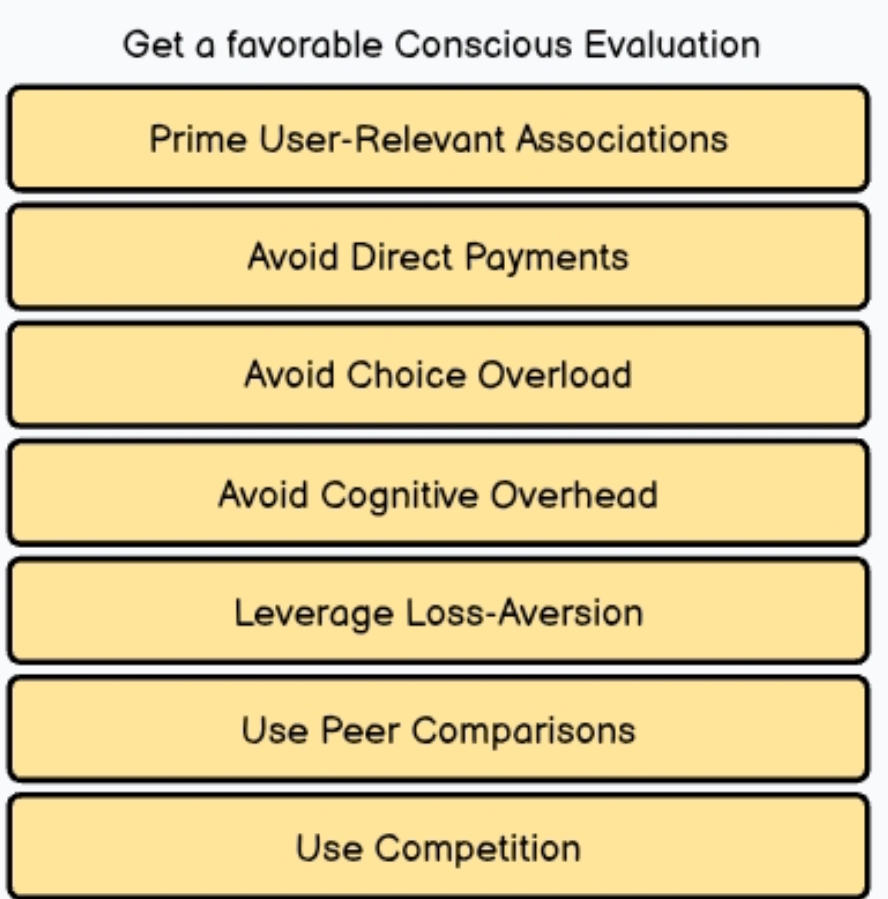 Get a favorable Conscious Evaluation
Prime User-Relevant Associations
Avoid Direct Payments
Avoid Choice Overload
Avoid Cognitive Overhead
Leverage Loss-Aversion
Use Peer Comparisons
Use Competition